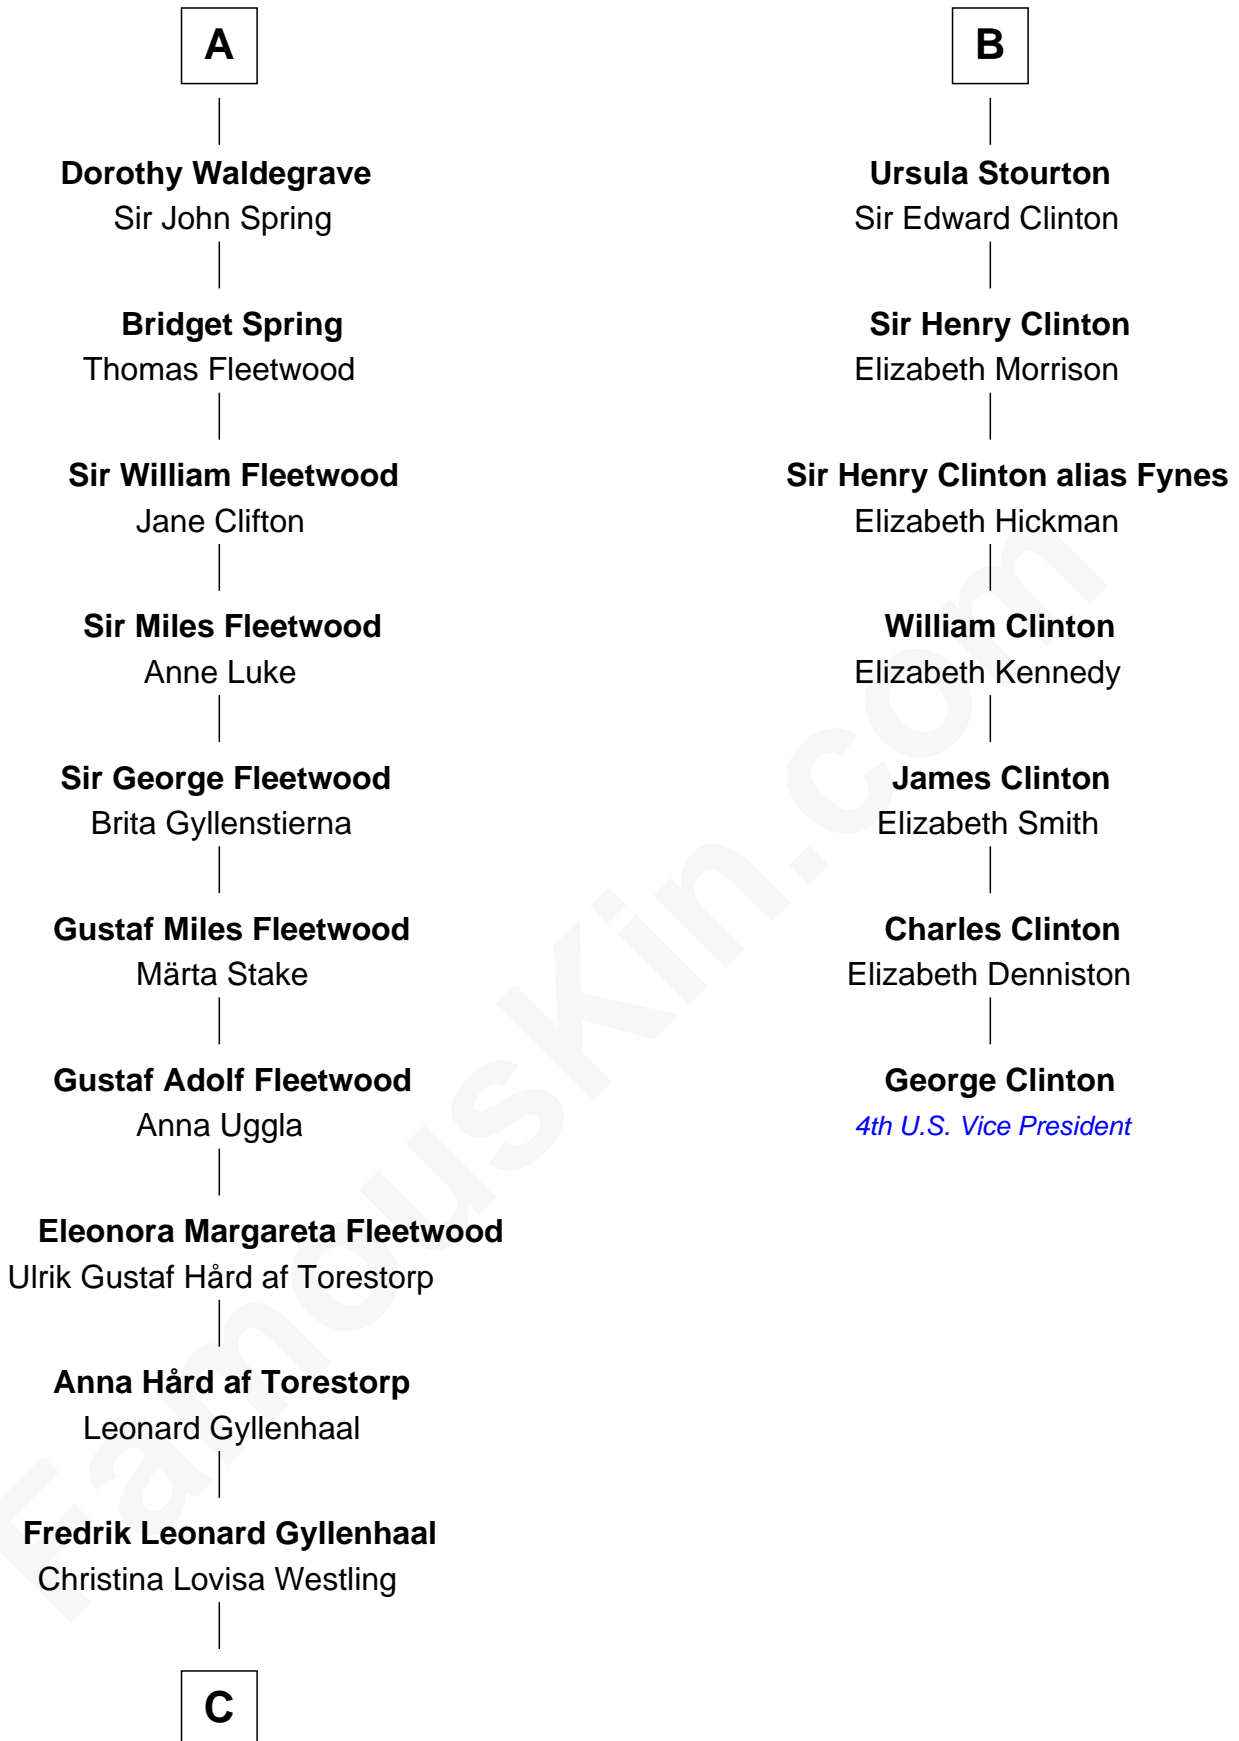 A
Dorothy Waldegrave
Sir John Spring
Bridget Spring
Thomas Fleetwood
Sir William Fleetwood
Jane Clifton
Sir Miles Fleetwood
Anne Luke
Sir George Fleetwood
Brita Gyllenstierna
Gustaf Miles Fleetwood
Märta Stake
Gustaf Adolf Fleetwood
Anna Uggla
Eleonora Margareta Fleetwood
Ulrik Gustaf Hård af Torestorp
Anna Hård af Torestorp
Leonard Gyllenhaal
Fredrik Leonard Gyllenhaal
Christina Lovisa Westling
C
B
Ursula Stourton
Sir Edward Clinton
Sir Henry Clinton
Elizabeth Morrison
Sir Henry Clinton alias Fynes
Elizabeth Hickman
William Clinton
Elizabeth Kennedy
James Clinton
Elizabeth Smith
Charles Clinton
Elizabeth Denniston
George Clinton
4th U.S. Vice President
FamousKin.com